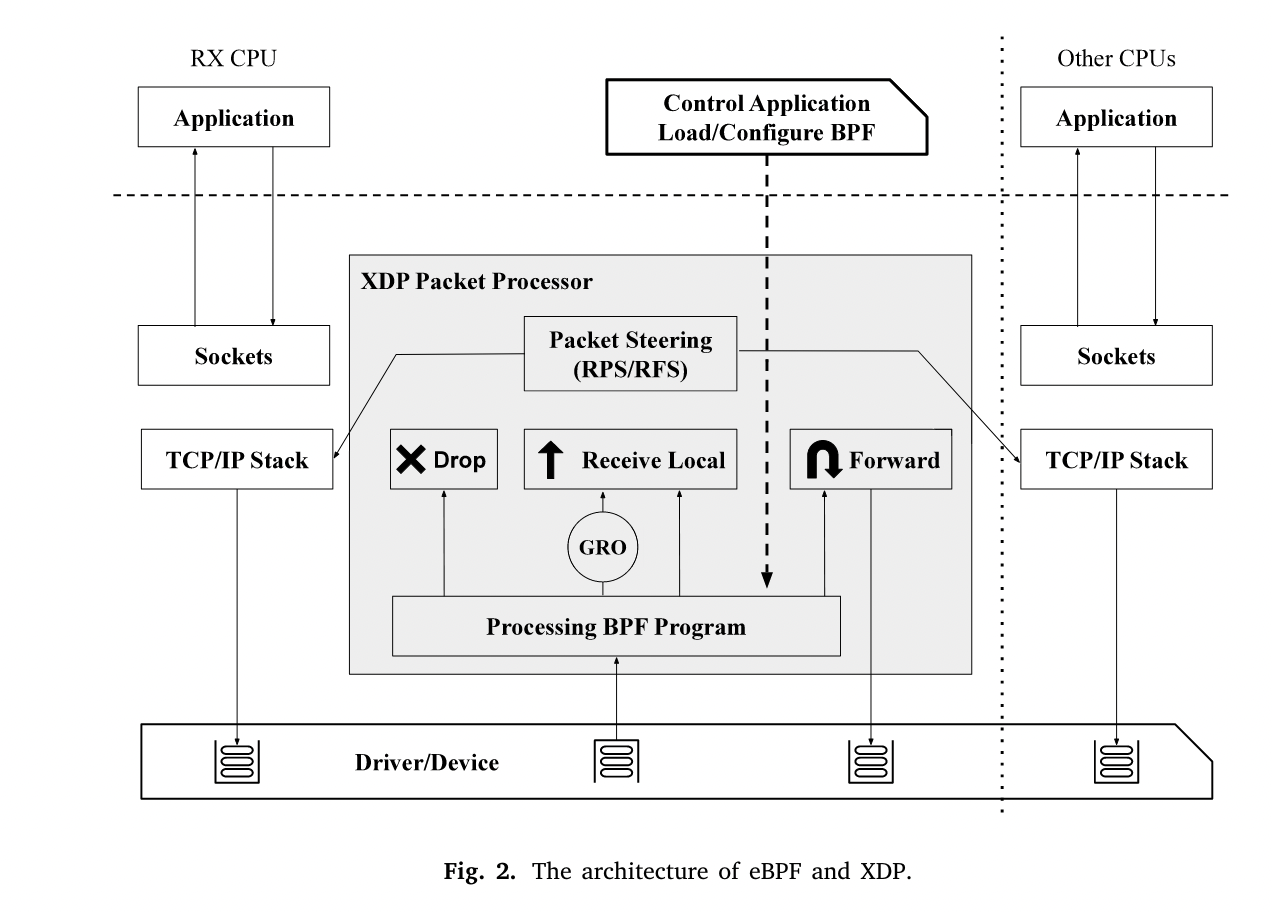 RX CPU
Other CPUs
Application
Control Application
Load/Configure BPF
Application
XDP Packet Processor
Sockets
Packet Steering
(RPS/RFS)
Sockets
TCP/IP Stack
Drop
Receive Local
Forward
TCP/IP Stack
GRO
Processing BPF Program
Driver/Device
Fig. 2. The architecture of eBPF and XDP.